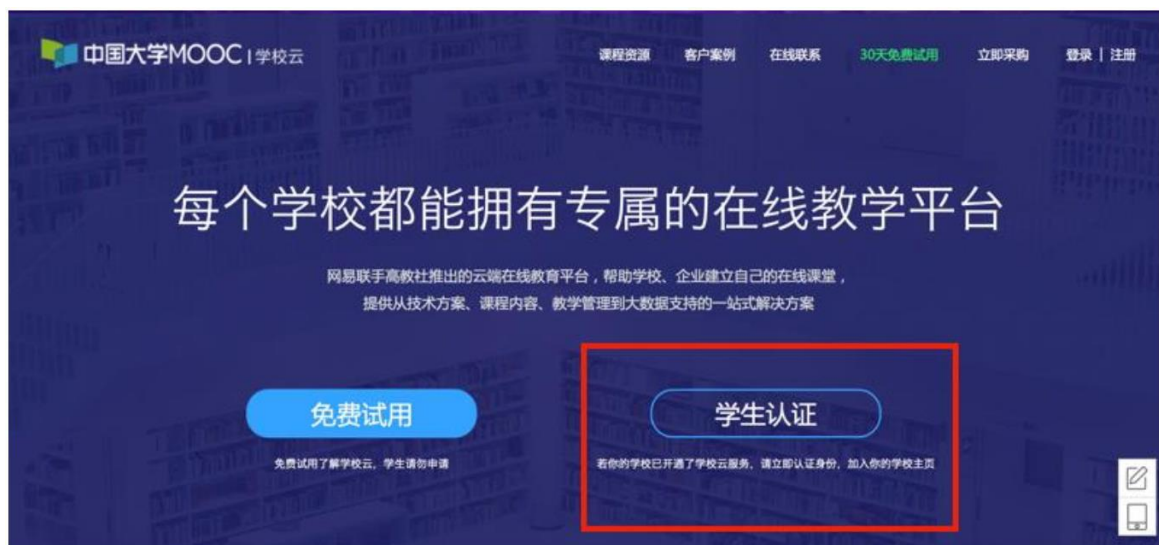 中国大学MOOC | 学校云
课程资源 客户案例 在线联系 30天免费试用 立即采购 登录 | 注册
每个学校都能拥有专属的在线教学平台
网易联手高教社推出的云端在线教育平台，帮助学校、企业建立自己的在线课堂，
提供从技术方案、课程内容、教学管理到大数据支持的一站式解决方案
免费试用
学生认证
免费试用了解学校云，学生请勿申请
若你的学校已开通了学校云服务，请立即认证身份，加入你的学校主页